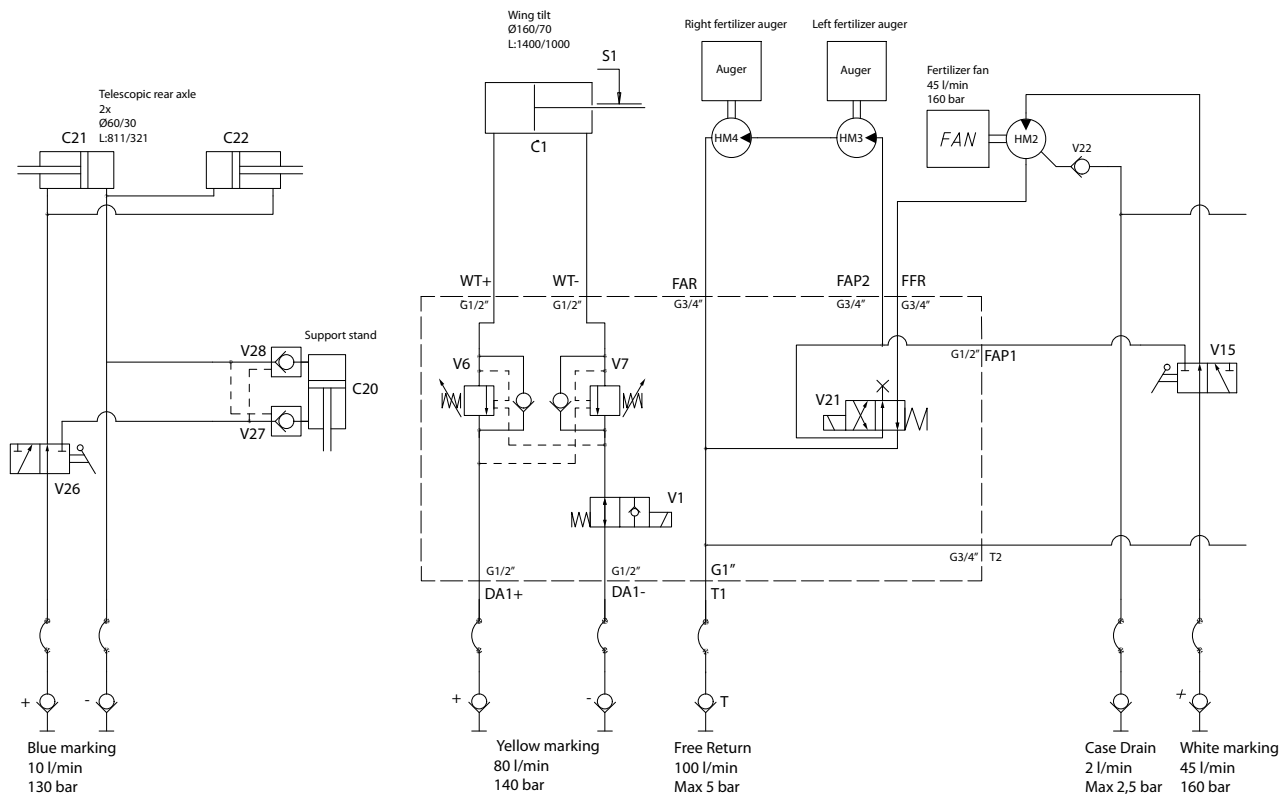 Wing tilt
Ø160/70
L:1400/1000
S1
C1
Right fertilizer auger
Left fertilizer auger
Auger
Auger
HM4
HM3
Fertilizer fan
45 l/min
160 bar
FAN
HM2
V22
Telescopic rear axle
2x
Ø60/30
L:811/321
C21
C22
WT+
WT-
FAR
FAP2
FFR
G1/2"
G1/2"
G3/4"
G3/4"
G3/4"
Support stand
V28
C20
V27
V26
V6
V7
V21
G1/2"
FAP1
V15
V1
G3/4"
T2
G1/2"
G1/2"
G1"
DA1+
DA1-
T1
+
-
+
-
T
+
Blue marking
10 l/min
130 bar
Yellow marking
80 l/min
140 bar
Free Return
100 l/min
Max 5 bar
Case Drain
2 l/min
Max 2,5 bar
White marking
45 l/min
160 bar